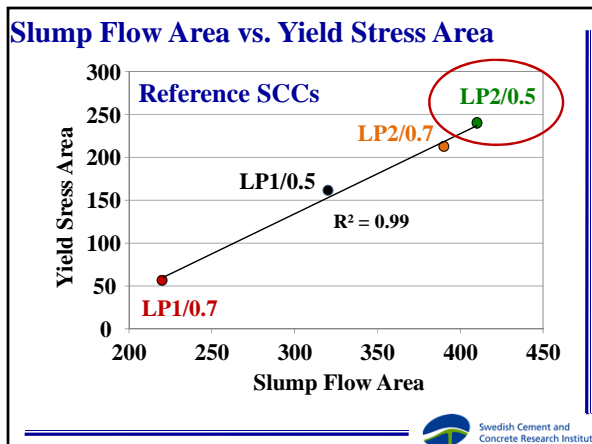 Slump Flow Area vs. Yield Stress Area
Reference SCCs
LP2/0.5
LP2/0.7
LP1/0.5
R² = 0.99
LP1/0.7
Yield Sress Area
300
250
200
150
100
50
0
200 250 300 350 400 450
Slump Flow Area
Swedish Cement and
Concrete Research Institut